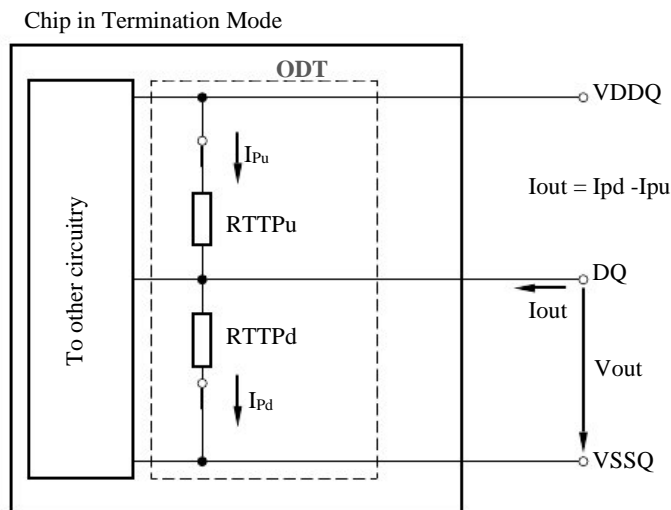 Chip in Termination Mode
ODT
VDDQ
IPu
Iout = Ipd -Ipu
RTTPu
To other circuitry
DQ
Iout
RTTPd
Vout
IPd
VSSQ